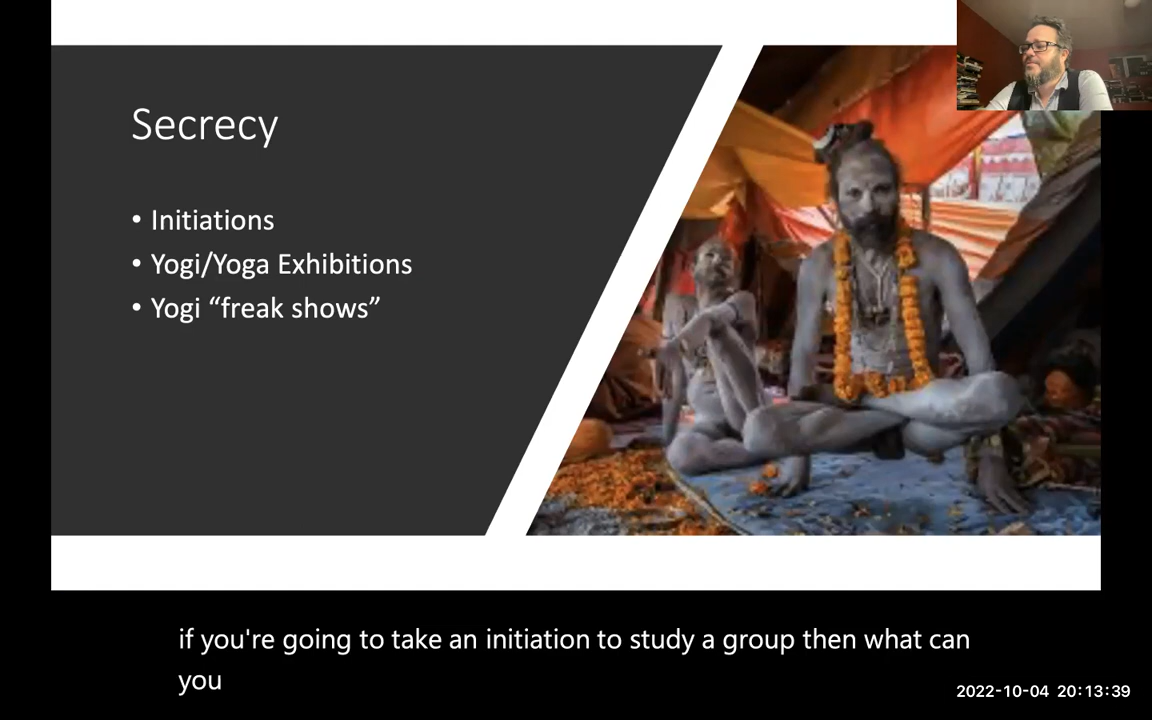 Secrecy
• Initiations
• Yogi/Yoga Exhibitions
• Yogi “freak shows”
if you're going to take an initiation to study a group then what can
you
2022-10-04 20:13:39